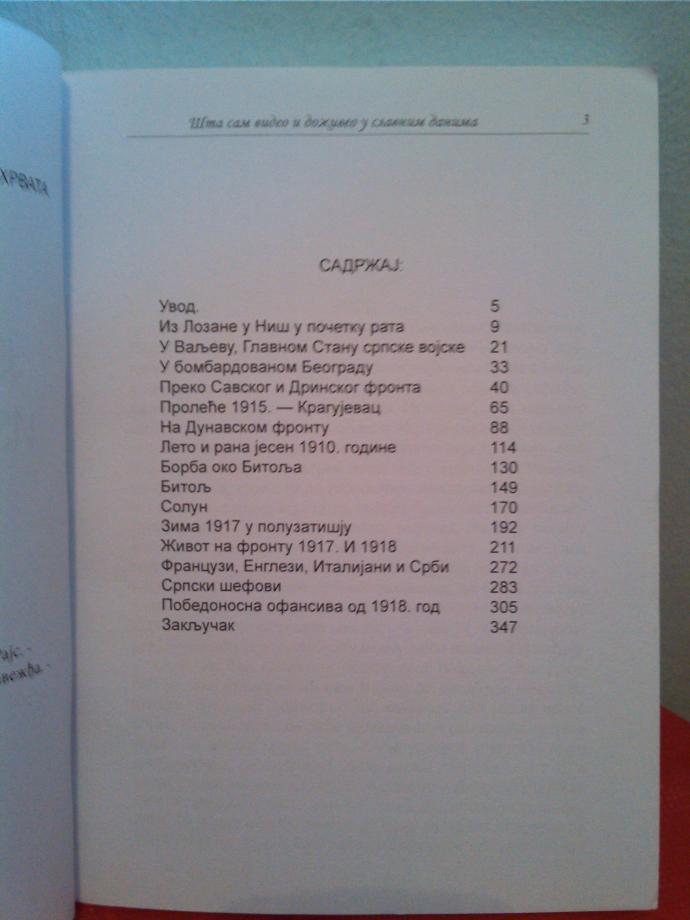 ХРВАТА
Шта сам видео и доживео у славним данима 3
САДРЖАЈ:
Увод. 5
Из Лозане у Ниш у почетку рата 9
У Ваљеву, Главном Стану српске војске 21
У бомбардованом Београду 33
Преко Савског и Дринског фронта 40
Пролеће 1915. — Крагујевац 65
На Дунавском фронту 88
Лето и рана јесен 1910. године 114
Борба око Битоља 130
Битољ 149
Солун 170
Зима 1917 у полузатишју 192
Живот на фронту 1917. И 1918 211
Французи, Енглези, Италијани и Срби 272
Српски шефови 283
Победоносна офансива од 1918. год 305
Закључак 347